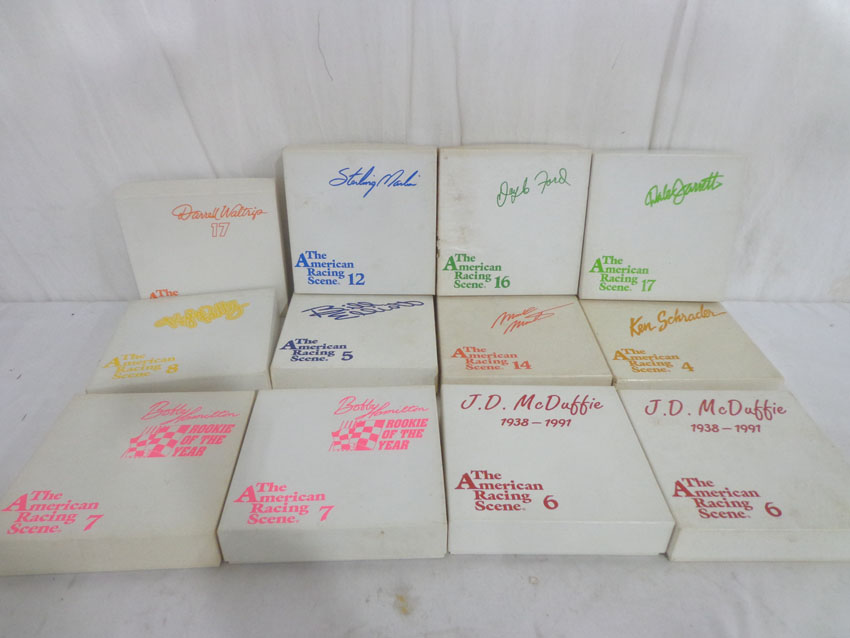 Darrell Waltrip
17
The
Sterling Marlin
The
American
Racing
Scene. 12
The
American
Racing
Scene. 16
Dale Jarrett
The
American
Racing
Scene. 17
The
American
Racing
Scene. 8
The
American
Racing
Scene. 5
The
American
Racing
Scene. 14
Ken Schrader
The
American
Racing
Scene. 4
Bobby Hamilton
ROOKIE
OF THE
YEAR
The
American
Racing
Scene. 7
Bobby Hamilton
ROOKIE
OF THE
YEAR
The
American
Racing
Scene. 7
J.D. McDuffie
1938-1991
The
American
Racing
Scene™ 6
J.D. McDuffie
1938-1991
The
American
Racing
Scene™ 6